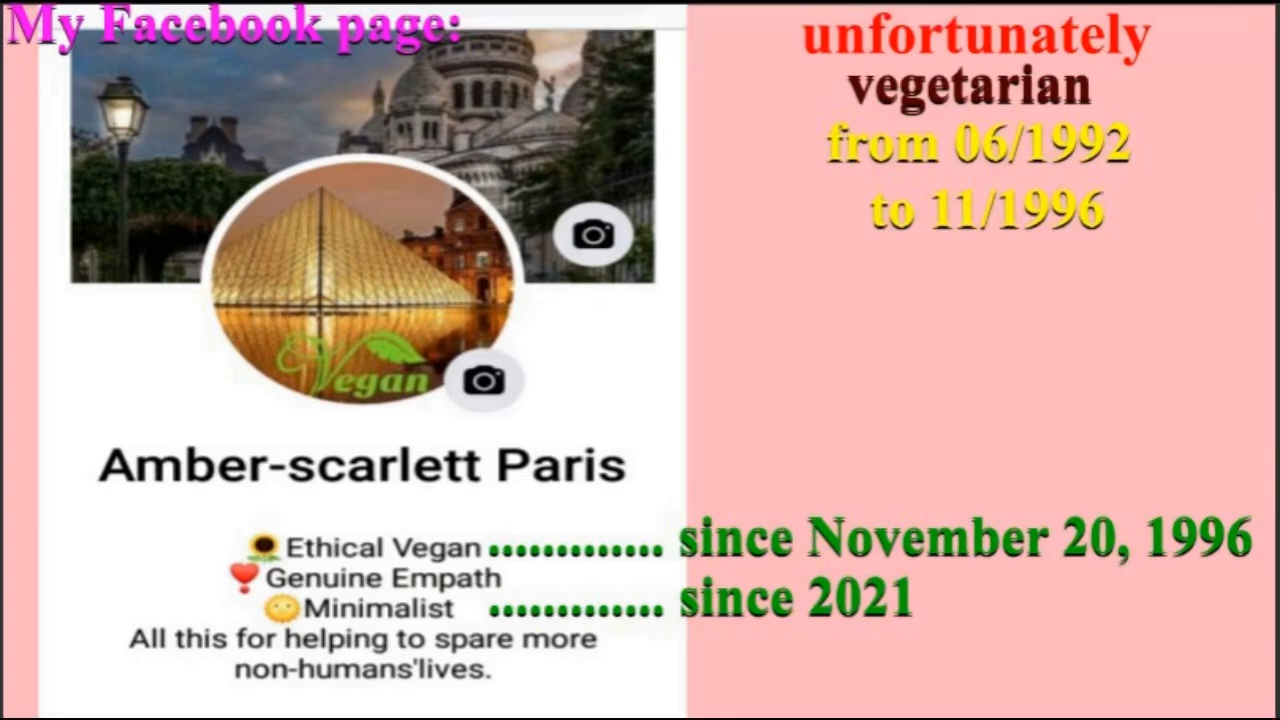 My Facebook page:
unfortunately
vegetarian
from 06/1992
to 11/1996
Vegan
Amber-scarlett Paris
🌻Ethical Vegan ............. since November 20, 1996
❣️Genuine Empath
🌝Minimalist ............. since 2021
All this for helping to spare more
non-humans'lives.